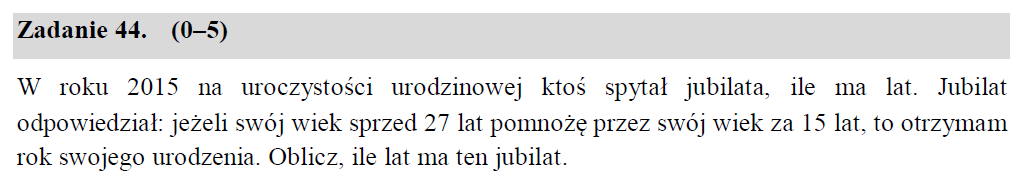 Zadanie 44. (0–5)
W roku 2015 na uroczystości urodzinowej ktoś spytał jubilata, ile ma lat. Jubilat
odpowiedział: jeżeli swój wiek sprzed 27 lat pomnożę przez swój wiek za 15 lat, to otrzymam
rok swojego urodzenia. Oblicz, ile lat ma ten jubilat.